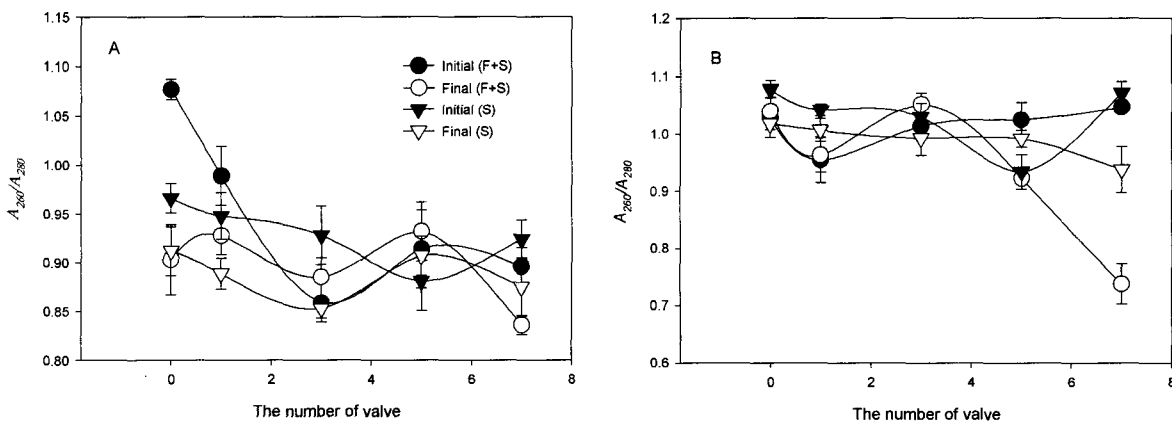 1.15
1.10
1.05
1.00
0.95
0.90
0.85
0.80
A260/A280
A
Initial (F+S)
Final (F+S)
Initial (S)
Final (S)
0 2 4 6 8
The number of valve
1.2
1.1
1.0
0.9
0.8
0.7
0.6
A260/A280
B
0 2 4 6 8
The number of valve